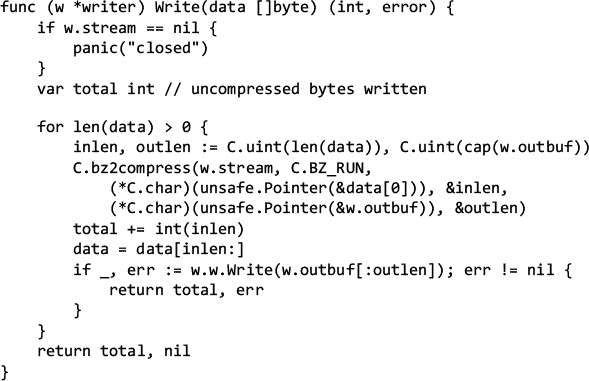 func (w *writer) Write(data []byte) (int, error) {
    if w.stream == nil {
        panic("closed")
    }
    var total int // uncompressed bytes written

    for len(data) > 0 {
        inlen, outlen := C.uint(len(data)), C.uint(cap(w.outbuf))
        C.bz2compress(w.stream, C.BZ_RUN,
            (*C.char)(unsafe.Pointer(&data[0])), &inlen,
            (*C.char)(unsafe.Pointer(&w.outbuf)), &outlen)
        total += int(inlen)
        data = data[inlen:]
        if _, err := w.w.Write(w.outbuf[:outlen]); err != nil {
            return total, err
        }
    }
    return total, nil
}